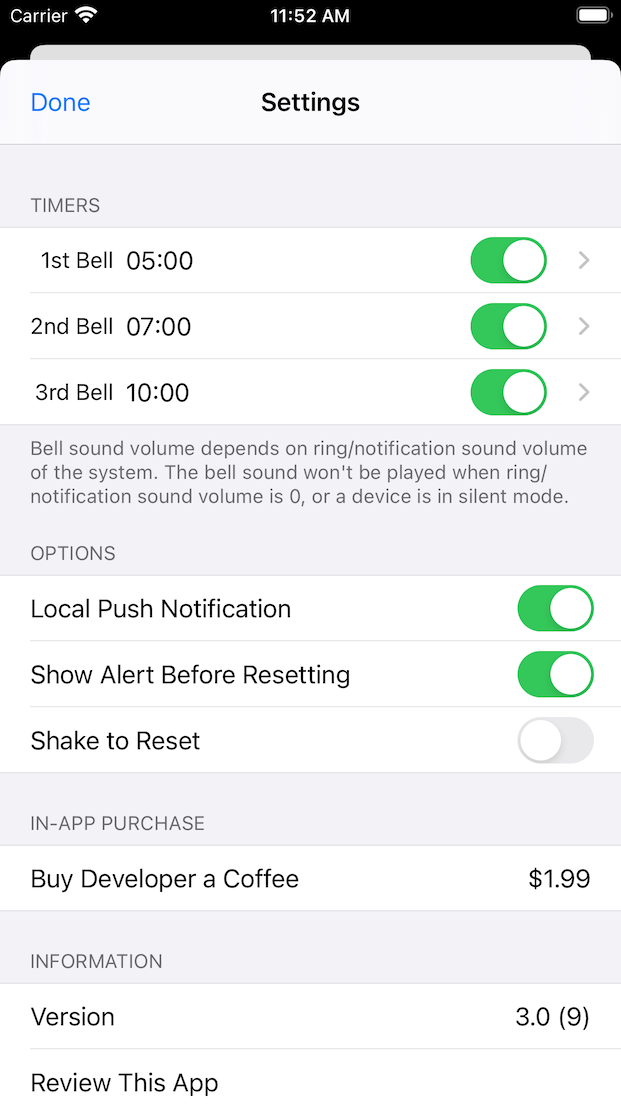 Carrier 11:52 AM
Done Settings
TIMERS
1st Bell 05:00
2nd Bell 07:00
3rd Bell 10:00
Bell sound volume depends on ring/notification sound volume
of the system. The bell sound won't be played when ring/
notification sound volume is 0, or a device is in silent mode.
OPTIONS
Local Push Notification
Show Alert Before Resetting
Shake to Reset
IN-APP PURCHASE
Buy Developer a Coffee $1.99
INFORMATION
Version 3.0 (9)
Review This App